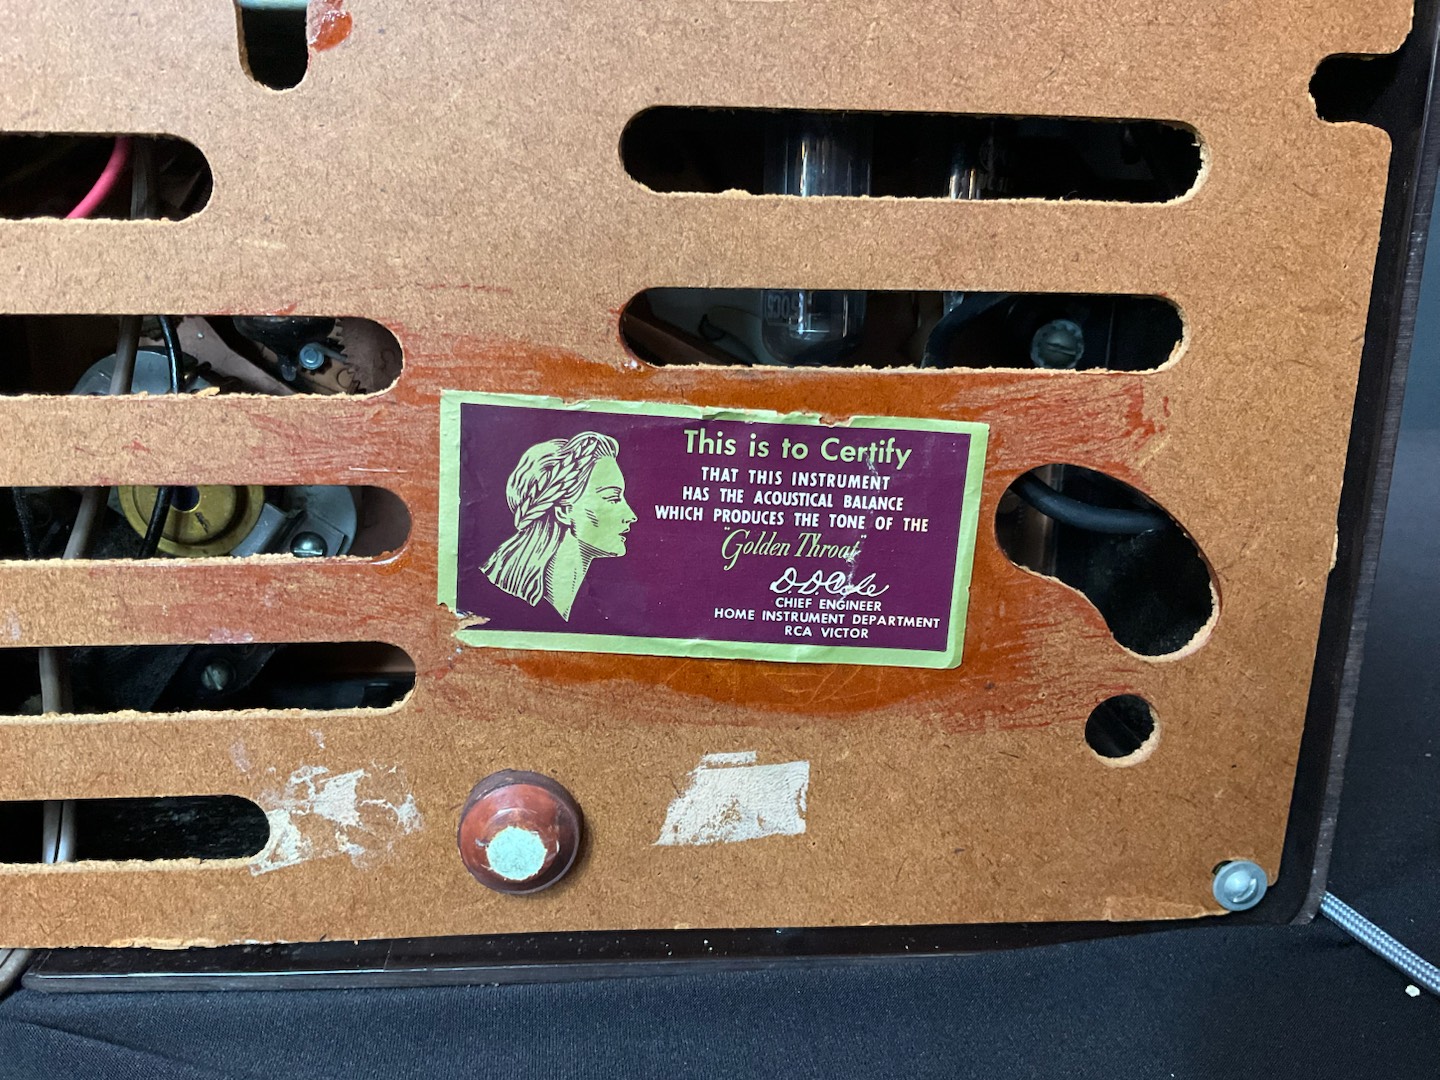 This is to Certify
THAT THIS INSTRUMENT
HAS THE ACOUSTICAL BALANCE
WHICH PRODUCES THE TONE OF THE
"Golden Throat"
D. D. Cole
CHIEF ENGINEER
HOME INSTRUMENT DEPARTMENT
RCA VICTOR